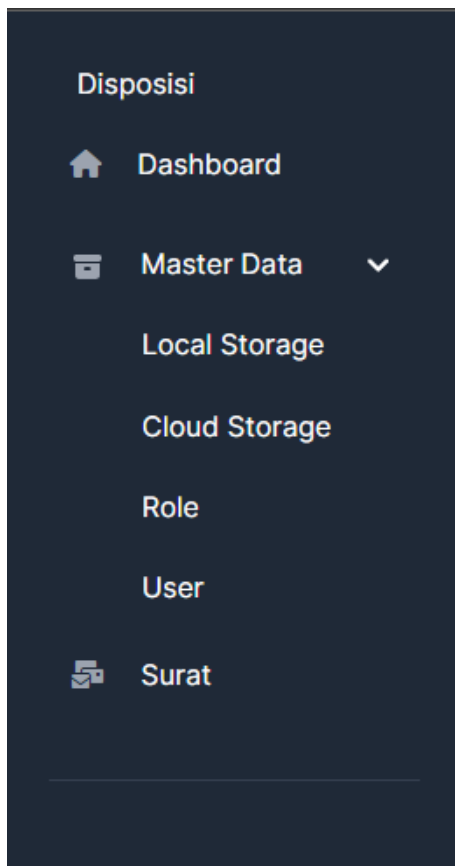 Disposisi
Dashboard
Master Data
Local Storage
Cloud Storage
Role
User
Surat